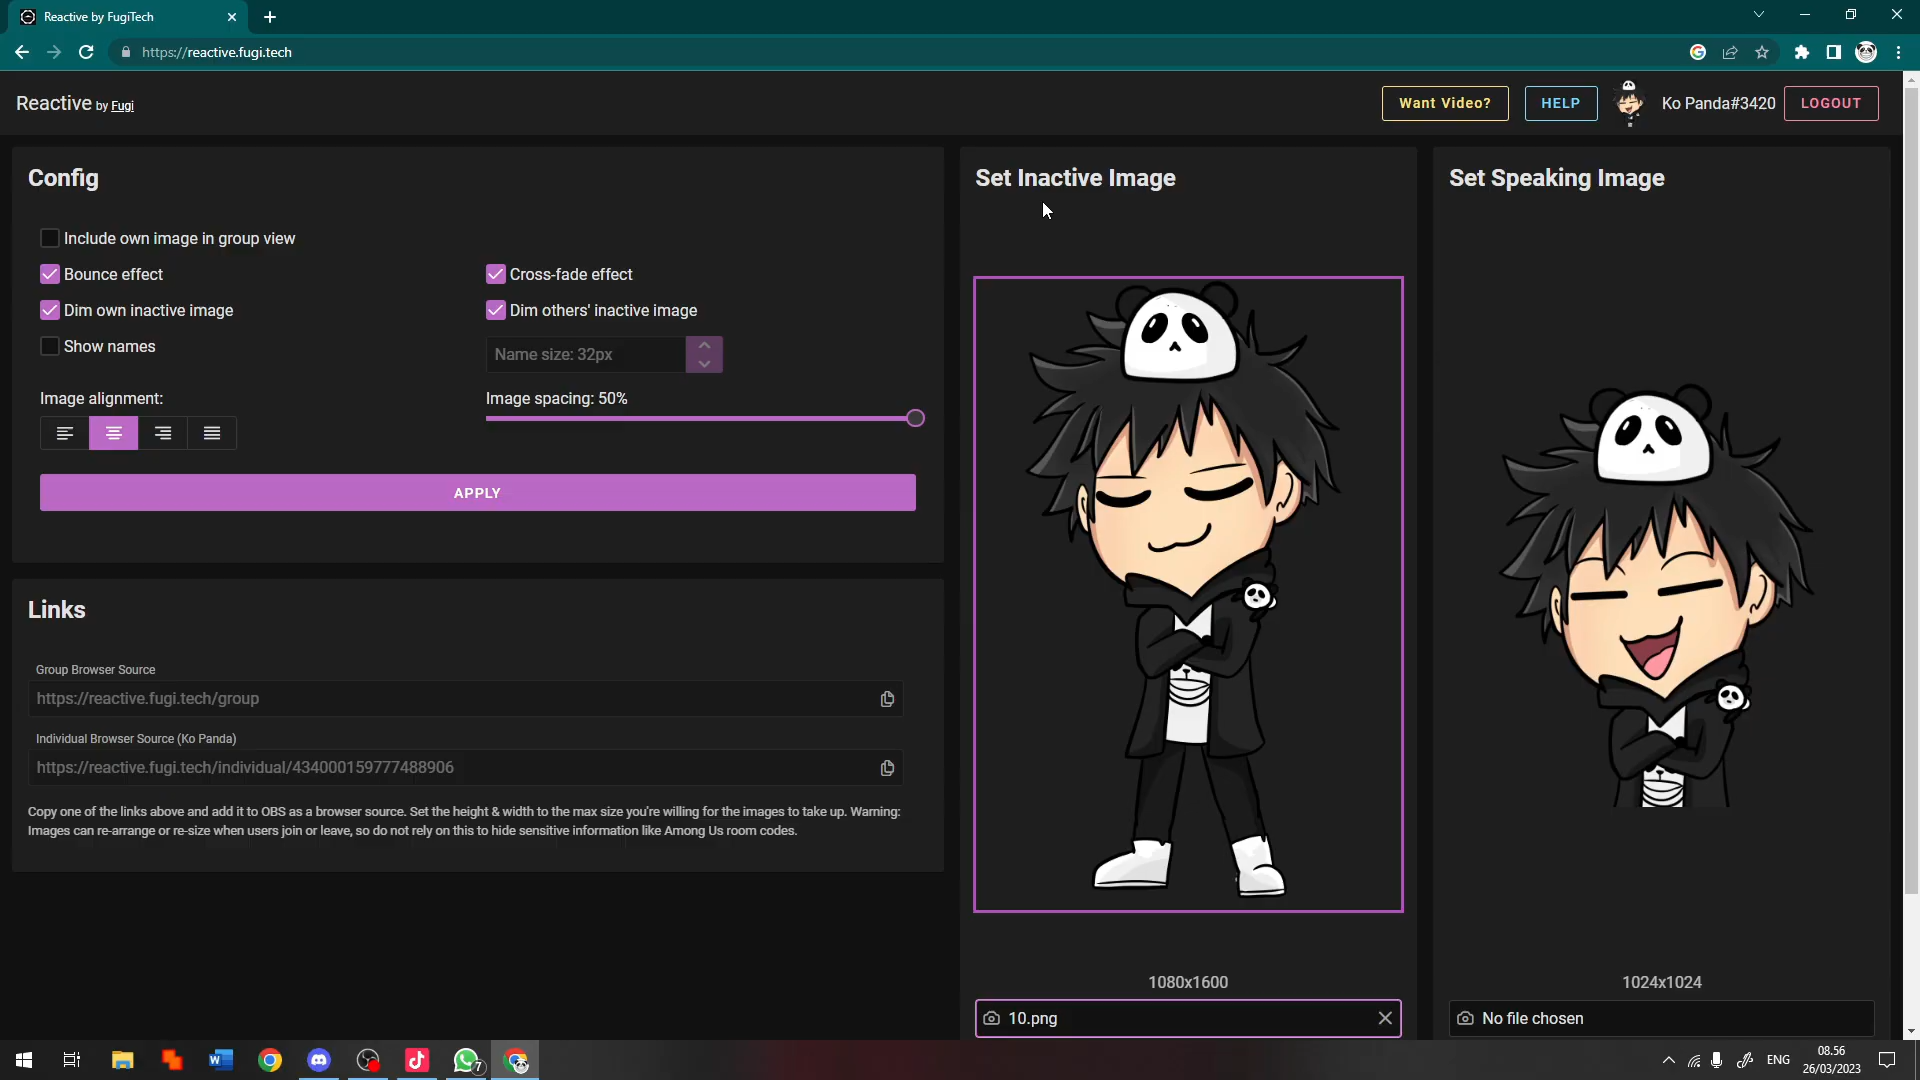 Reactive by FugiTech
https://reactive.fugi.tech
Reactive by Fugi
Want Video?
HELP
Ko Panda#3420
LOGOUT
Config
Include own image in group view
Bounce effect
Cross-fade effect
Dim own inactive image
Dim others' inactive image
Show names
Name size: 32px
Image alignment:
Image spacing: 50%
APPLY
Links
Group Browser Source
https://reactive.fugi.tech/group
Individual Browser Source (Ko Panda)
https://reactive.fugi.tech/individual/434000159777488906
Copy one of the links above and add it to OBS as a browser source. Set the height & width to the max size you're willing for the images to take up. Warning:
Images can re-arrange or re-size when users join or leave, so do not rely on this to hide sensitive information like Among Us room codes.
Set Inactive Image
1080x1600
10.png
Set Speaking Image
1024x1024
No file chosen
7
ENG
08.56
26/03/2023